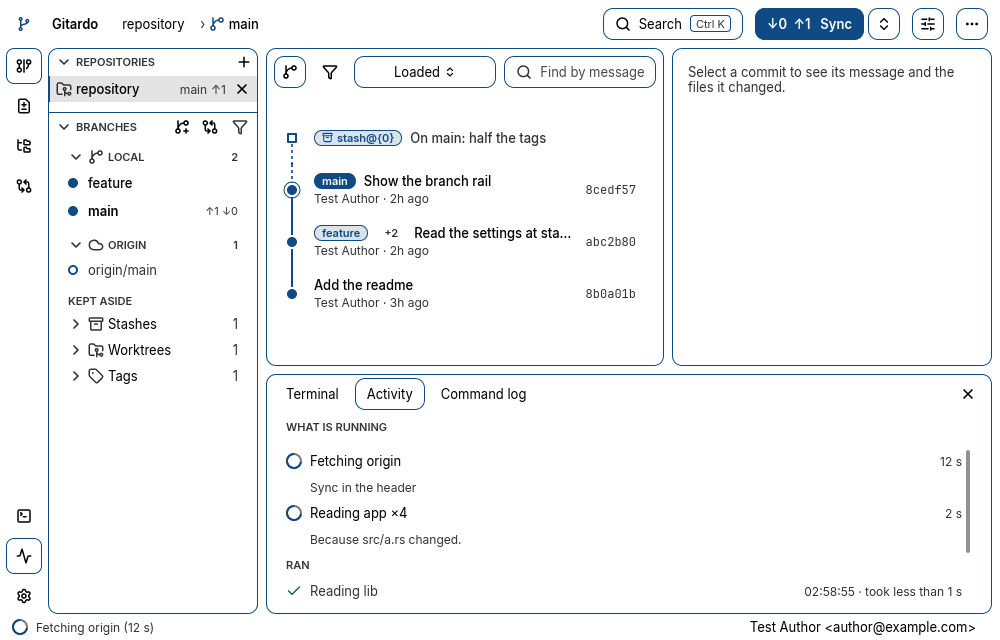 Gitardo repository › main Search Ctrl K ↓0 ↑1 Sync
REPOSITORIES
repository main ↑1
BRANCHES
LOCAL 2
feature
main ↑1 ↓0
ORIGIN 1
origin/main
KEPT ASIDE
Stashes 1
Worktrees 1
Tags 1
Loaded Find by message
stash@{0} On main: half the tags
main Show the branch rail
Test Author · 2h ago 8cedf57
feature +2 Read the settings at sta…
Test Author · 2h ago abc2b80
Add the readme
Test Author · 3h ago 8b0a01b
Select a commit to see its message and the
files it changed.
Terminal Activity Command log
WHAT IS RUNNING
Fetching origin 12 s
Sync in the header
Reading app ×4 2 s
Because src/a.rs changed.
RAN
Reading lib 02:58:55 · took less than 1 s
Fetching origin (12 s) Test Author <author@example.com>